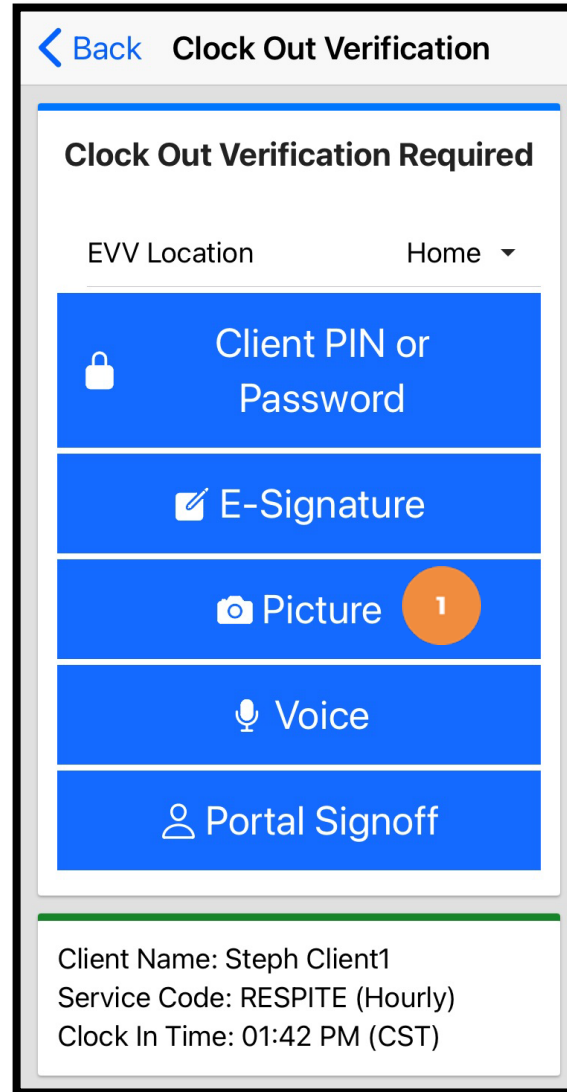 Back Clock Out Verification
Clock Out Verification Required
EVV Location Home
Client PIN or
Password
E-Signature
Picture 1
Voice
Portal Signoff
Client Name: Steph Client1
Service Code: RESPITE (Hourly)
Clock In Time: 01:42 PM (CST)